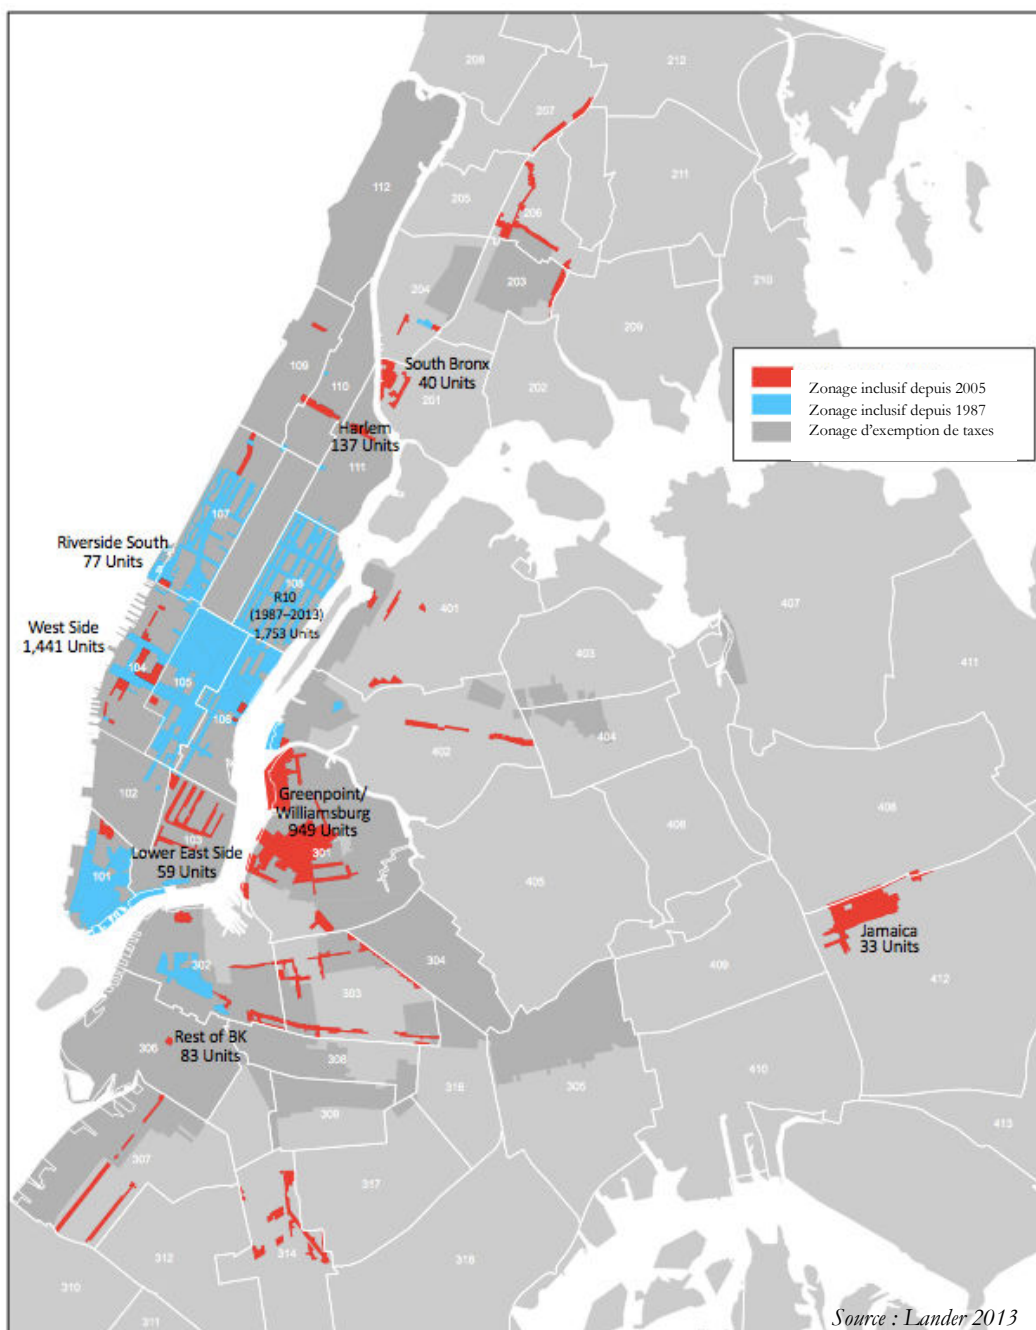 208
212
207
112
211
205
206
210
203
204
209
109
110
South Bronx
40 Units
202
201
Zonage inclusif depuis 2005
Zonage inclusif depuis 1987
Zonage d'exemption de taxes
Harlem
137 Units
111
107
Riverside South
77 Units
108
R10
(1987–2013)
1,753 Units
401
407
West Side
1,441 Units
403
411
104
105
106
402
404
102
Greenpoint/
Williamsburg
949 Units
408
406
103
301
Lower East Side
59 Units
101
405
Jamaica
33 Units
302
304
409
412
303
Rest of BK
83 Units
306
308
316
305
410
309
413
307
317
314
312
318
310
311
Source : Lander 2013